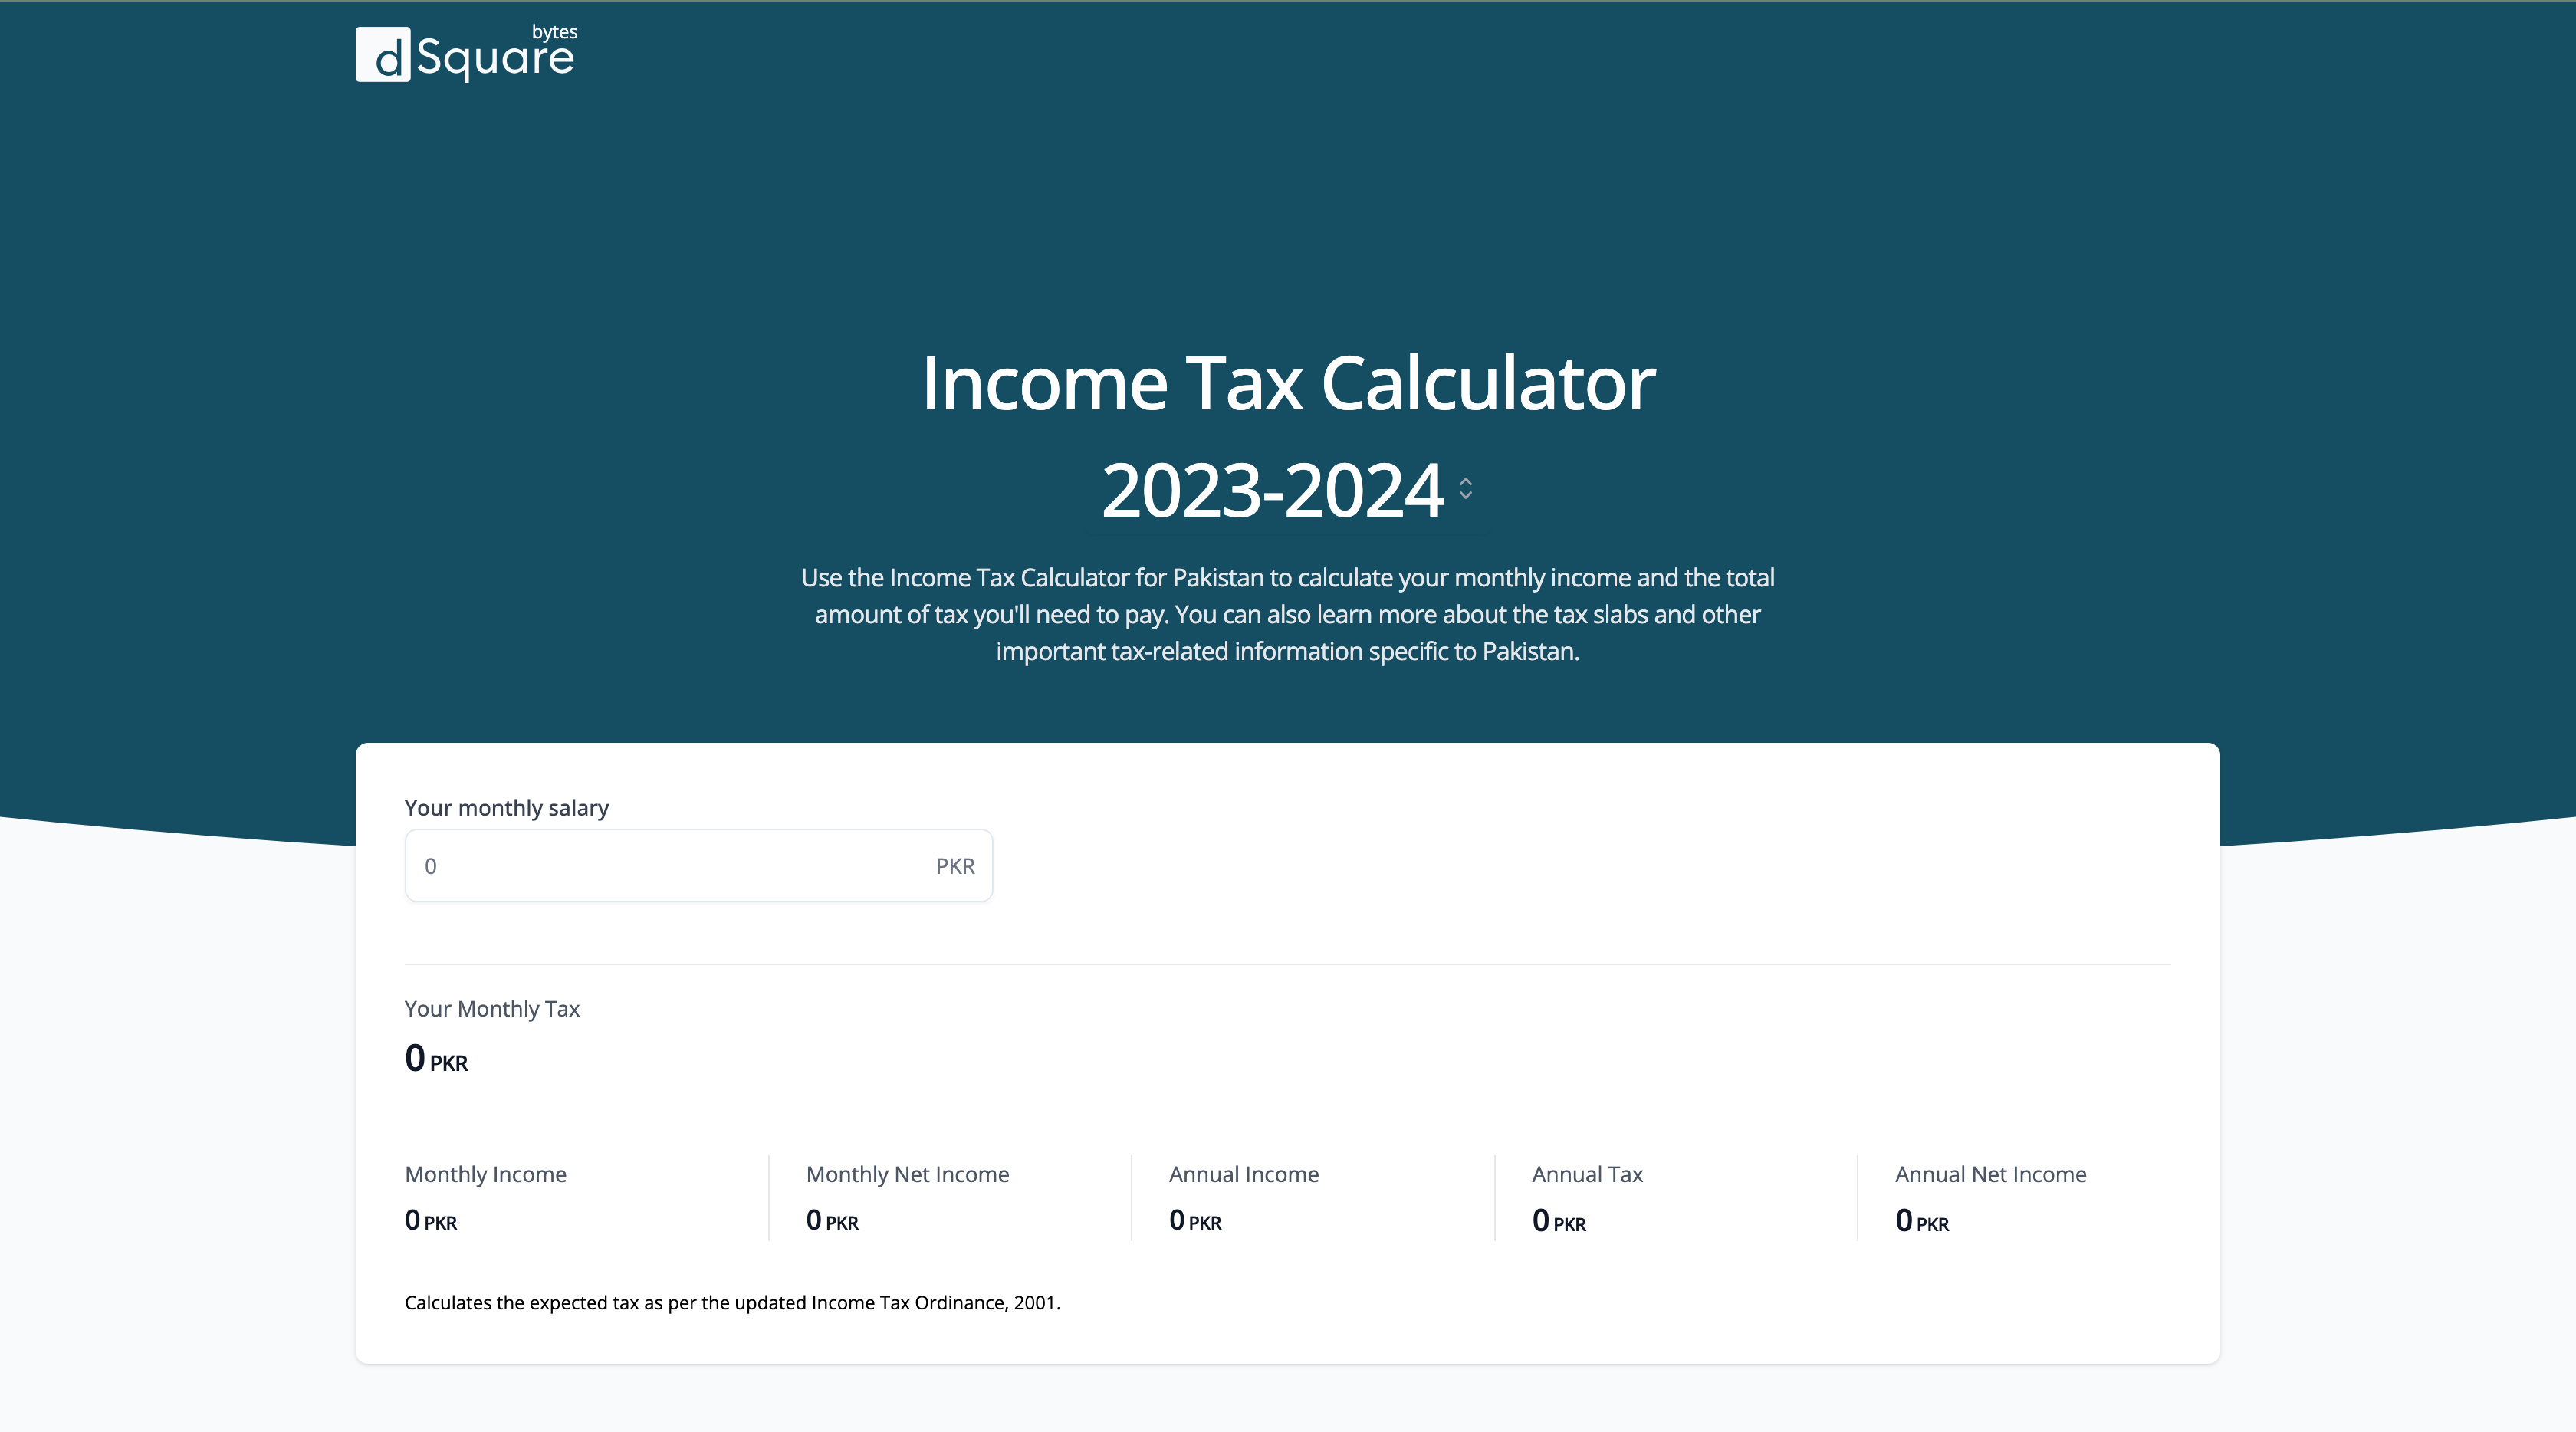 bytes
dSquare
Income Tax Calculator
2023-2024
Use the Income Tax Calculator for Pakistan to calculate your monthly income and the total
amount of tax you'll need to pay. You can also learn more about the tax slabs and other
important tax-related information specific to Pakistan.
Your monthly salary
0 PKR
Your Monthly Tax
0 PKR
Monthly Income
0 PKR
Monthly Net Income
0 PKR
Annual Income
0 PKR
Annual Tax
0 PKR
Annual Net Income
0 PKR
Calculates the expected tax as per the updated Income Tax Ordinance, 2001.